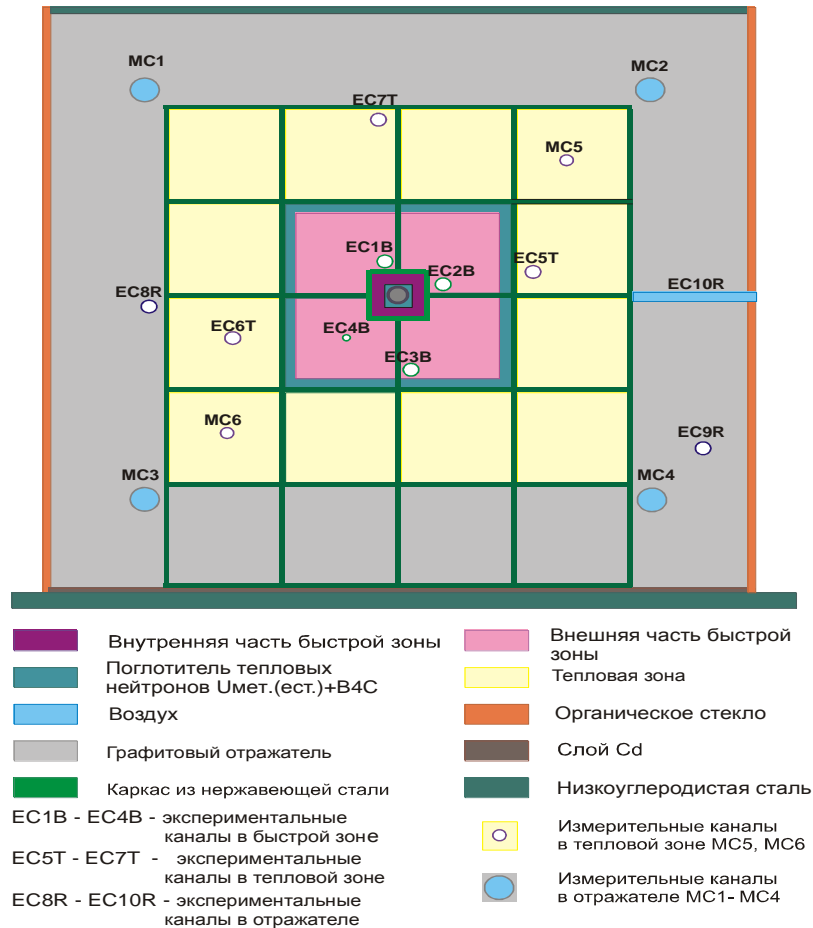 MC1
MC2
EC7T
MC5
EC1B
EC2B
EC5T
EC8R
EC10R
EC6T
EC4B
EC3B
MC6
EC9R
MC3
MC4
Внутренняя часть быстрой зоны
Внешняя часть быстрой
зоны
Поглотитель тепловых
нейтронов Uмет.(ест.)+B4C
Тепловая зона
Воздух
Органическое стекло
Графитовый отражатель
Слой Cd
Каркас из нержавеющей стали
Низкоуглеродистая сталь
EC1B - EC4B - экспериментальные
каналы в быстрой зоне
Измерительные каналы
в тепловой зоне MC5, MC6
EC5T - EC7T - экспериментальные
каналы в тепловой зоне
Измерительные каналы
в отражателе MC1- MC4
EC8R - EC10R - экспериментальные
каналы в отражателе